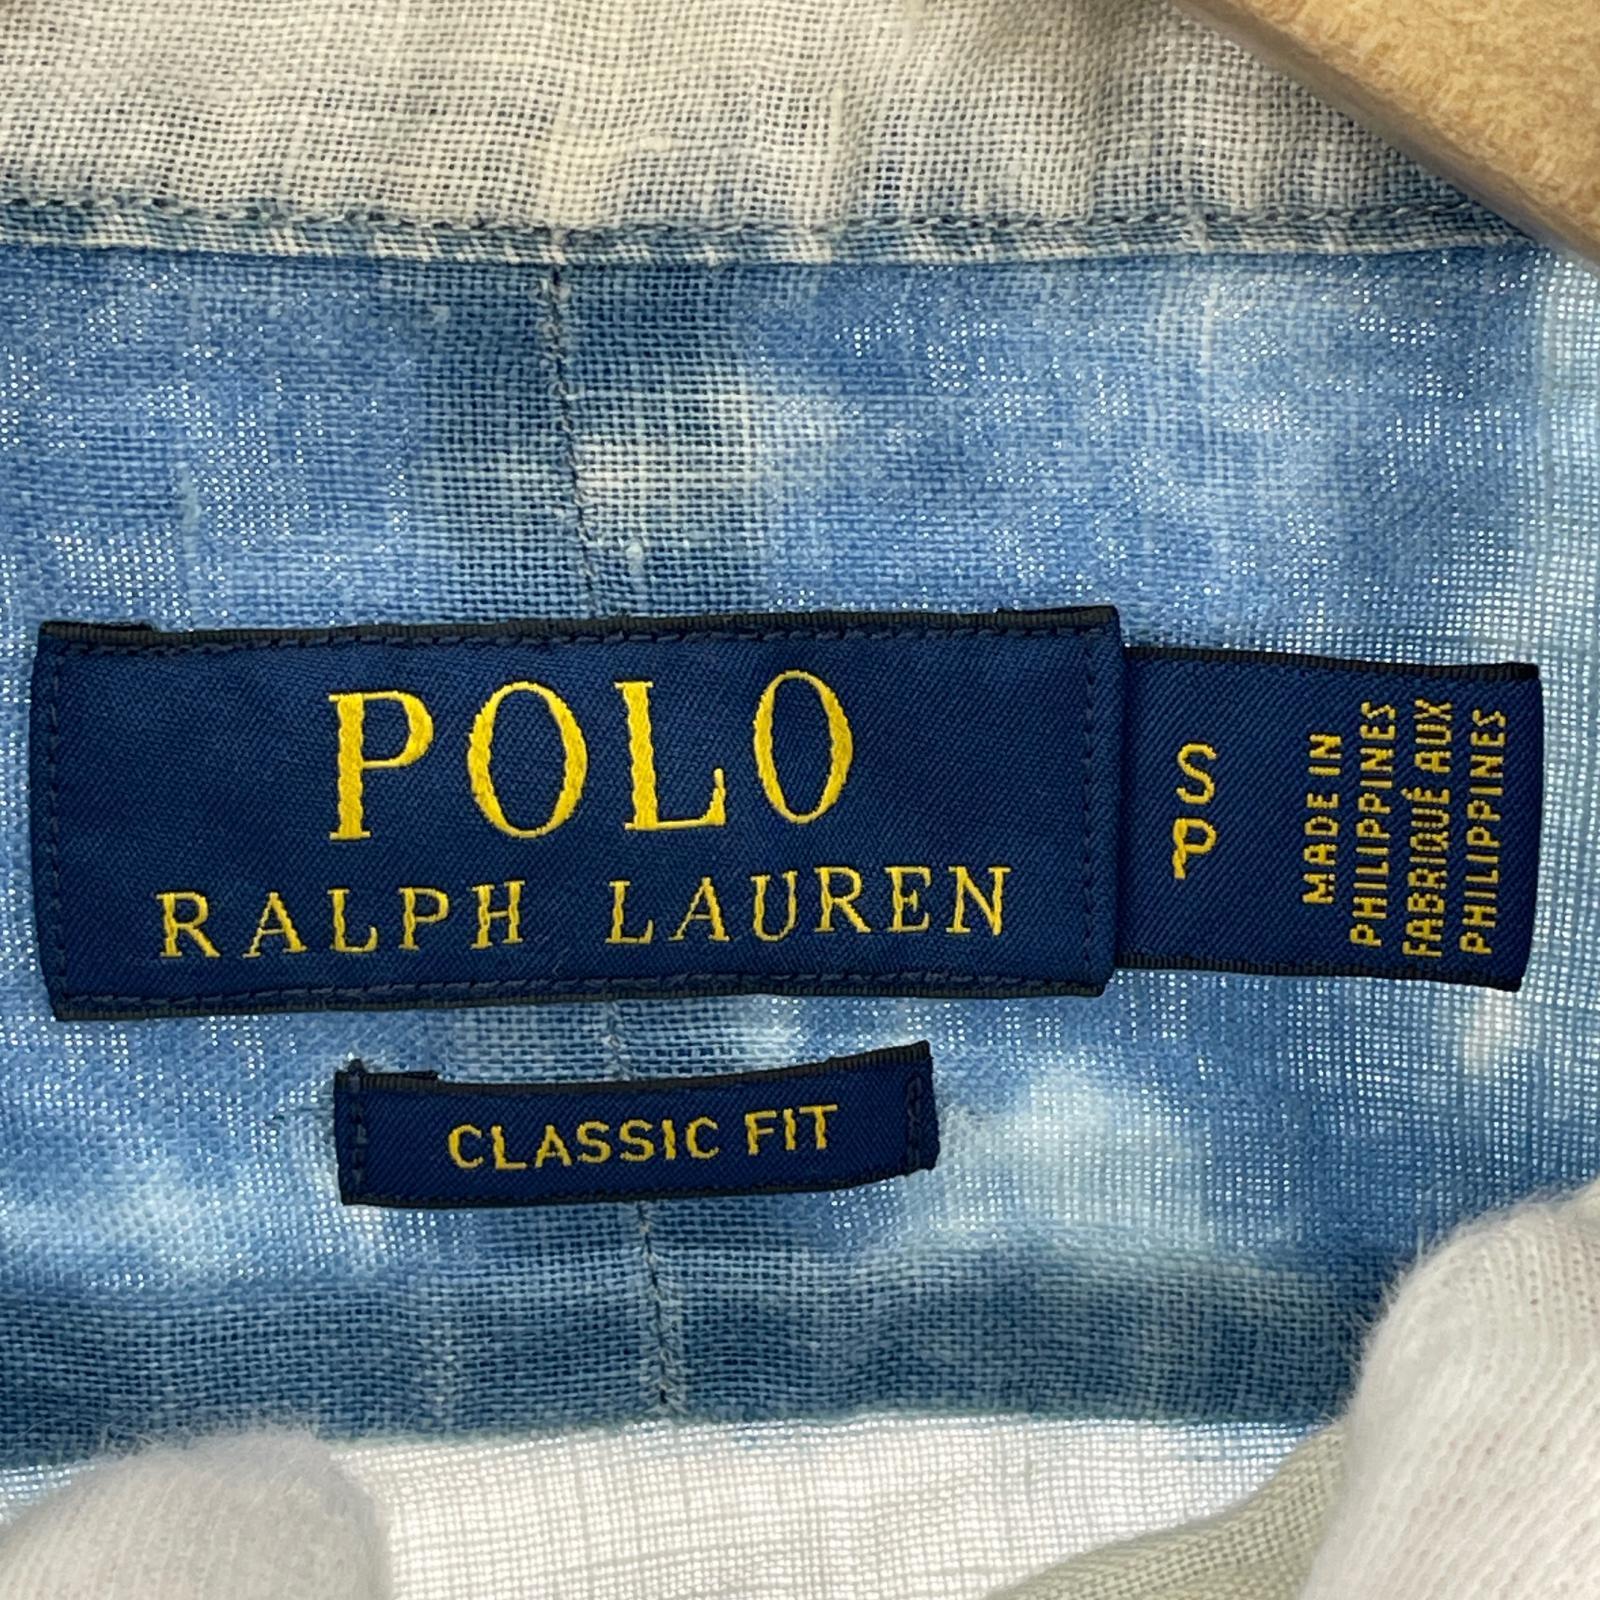 POLO
RALPH LAUREN
S
P
MADE IN
PHILIPPINES
FABRIQUÉ AUX
PHILIPPINES
CLASSIC FIT